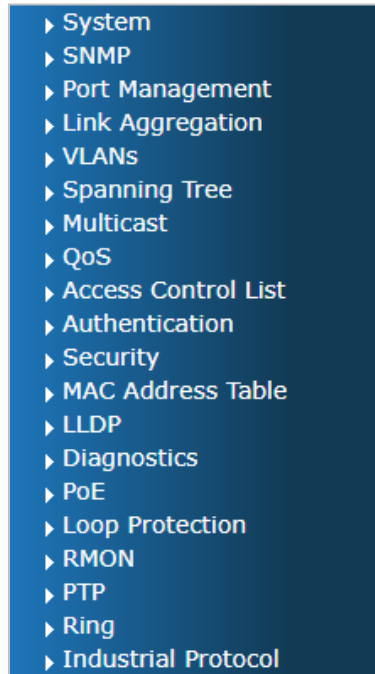 System
SNMP
Port Management
Link Aggregation
VLANs
Spanning Tree
Multicast
QoS
Access Control List
Authentication
Security
MAC Address Table
LLDP
Diagnostics
PoE
Loop Protection
RMON
PTP
Ring
Industrial Protocol